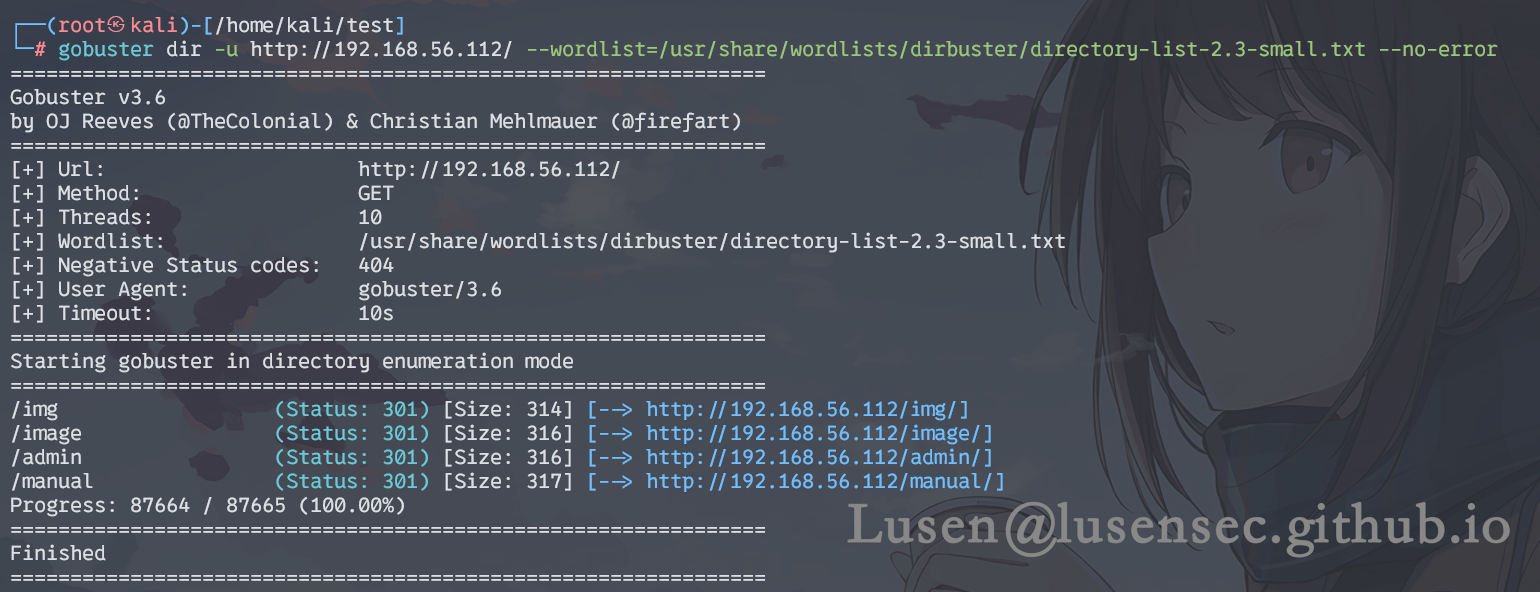 ┌──(root㉿kali)-[/home/kali/test]
└─# gobuster dir -u http://192.168.56.112/ --wordlist=/usr/share/wordlists/dirbuster/directory-list-2.3-small.txt --no-error
===============================================================
Gobuster v3.6
by OJ Reeves (@TheColonial) & Christian Mehlmauer (@firefart)
===============================================================
[+] Url:                     http://192.168.56.112/
[+] Method:                  GET
[+] Threads:                 10
[+] Wordlist:                /usr/share/wordlists/dirbuster/directory-list-2.3-small.txt
[+] Negative Status codes:   404
[+] User Agent:              gobuster/3.6
[+] Timeout:                 10s
===============================================================
Starting gobuster in directory enumeration mode
===============================================================
/img                  (Status: 301) [Size: 314] [--> http://192.168.56.112/img/]
/image                (Status: 301) [Size: 316] [--> http://192.168.56.112/image/]
/admin                (Status: 301) [Size: 316] [--> http://192.168.56.112/admin/]
/manual               (Status: 301) [Size: 317] [--> http://192.168.56.112/manual/]
Progress: 87664 / 87665 (100.00%)
===============================================================
Finished
===============================================================
Lusen@lusensec.github.io